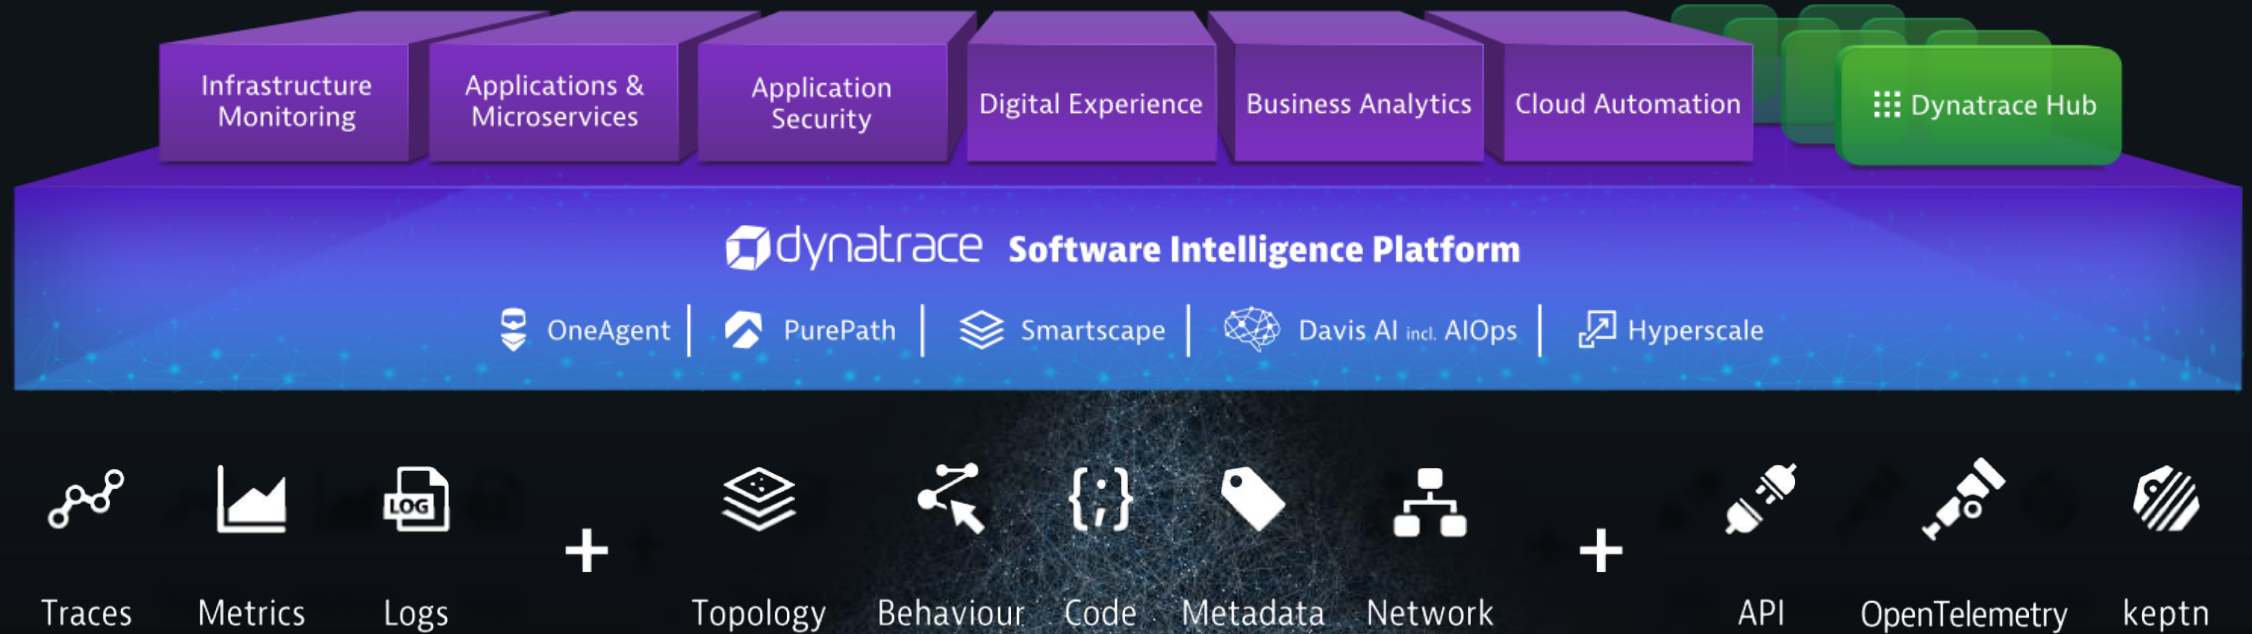 Infrastructure
Monitoring
Applications &
Microservices
Application
Security
Digital Experience
Business Analytics
Cloud Automation
Dynatrace Hub
dynatrace Software Intelligence Platform
OneAgent
PurePath
Smartscape
Davis AI incl. AIOps
Hyperscale
LOG
{;}
+
+
Traces
Metrics
Logs
Topology
Behaviour
Code
Metadata
Network
API
OpenTelemetry
keptn